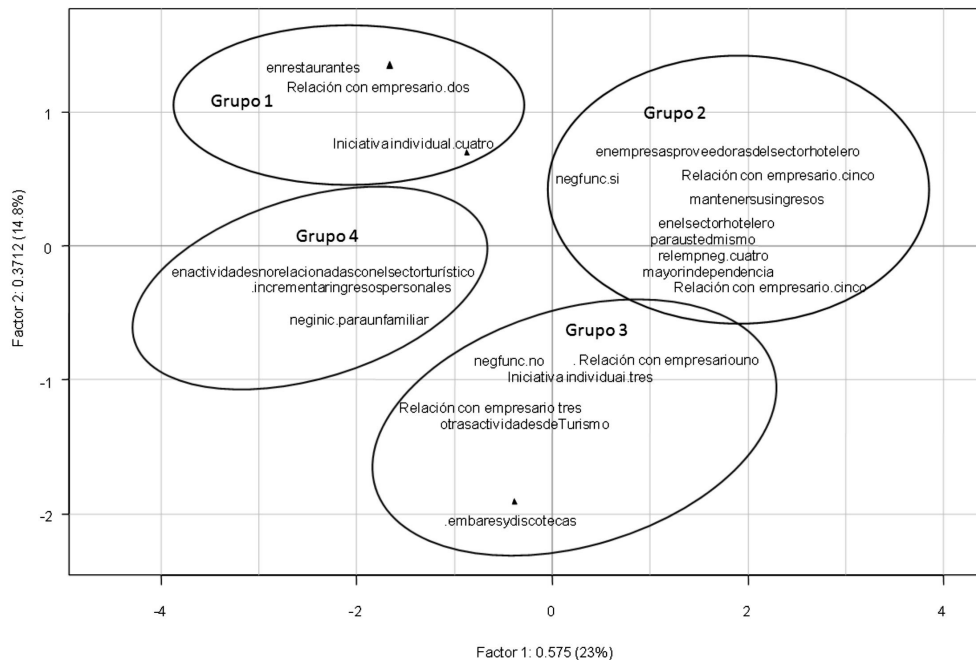 enrestaurantes
Relación con empresario.dos
Grupo 1
Iniciativa individual.cuatro
Grupo 2
enempresasproveedorasdelsectorhotelero
negfunc.si
Relación con empresario.cinco
mantenersusingresos
enelsectorhotelero
paraustedmismo
relempneg.cuatro
mayorindependencia
Relación con empresario.cinco
Grupo 4
enactividadesnorelacionadasconelsectorturístico
.incrementaringresospersonales
neginic.paraunfamiliar
Grupo 3
negfunc.no
.Relación con empresariouno
Iniciativa individuai.tres
Relación con empresario.tres
otrasactividadesdeTurismo
.embaresydiscotecas
1
0
-1
-2
Factor 2: 0.3712 (14.8%)
-4
-2
0
2
4
Factor 1: 0.575 (23%)